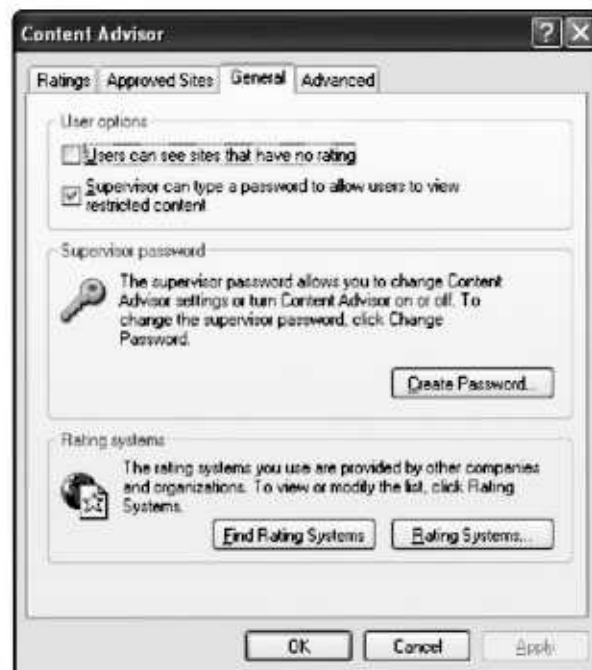 Content Advisor
Ratings Approved Sites General Advanced
User options
Users can see sites that have no rating
Supervisor can type a password to allow users to view
restricted content
Supervisor password
The supervisor password allows you to change Content
Advisor settings or turn Content Advisor on or off. To
change the supervisor password, click Change
Password.
Create Password...
Rating systems
The rating systems you use are provided by other companies
and organizations. To view or modify the list, click Rating
Systems.
Find Rating Systems Rating Systems...
OK Cancel Apply